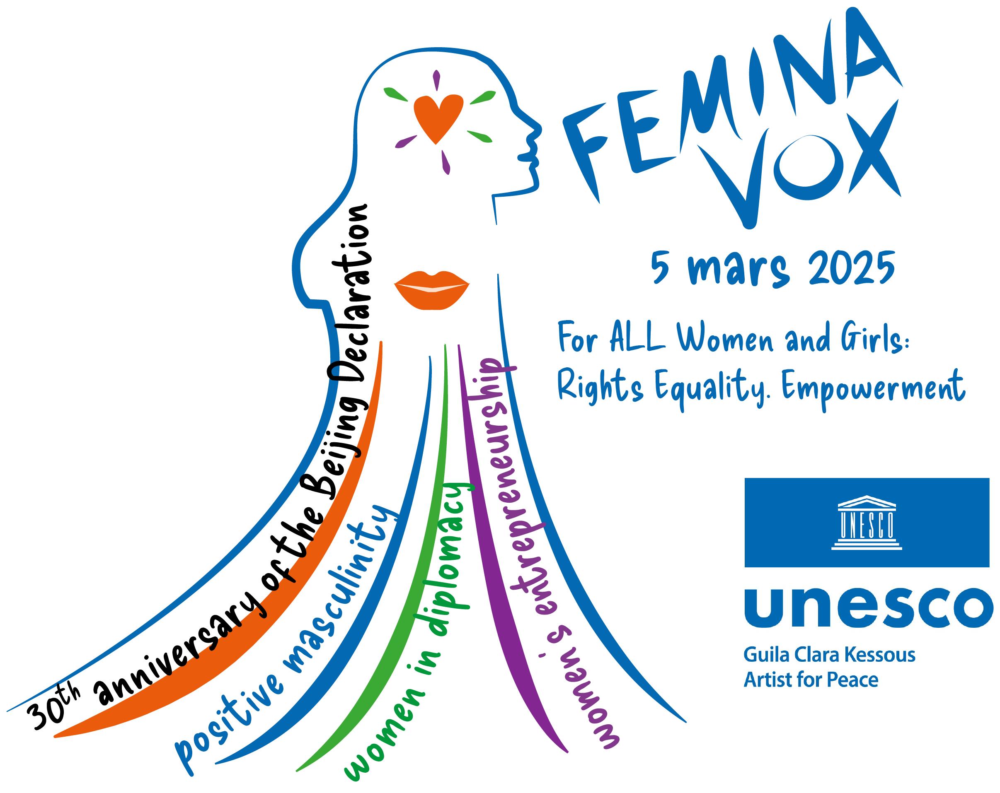 FEMINA
VOX
5 mars 2025
For ALL Women and Girls:
Rights Equality. Empowerment
30th anniversary of the Beijing Declaration
positive masculinity
women in diplomacy
women's entrepreneurship
UNESCO
unesco
Guila Clara Kessous
Artist for Peace